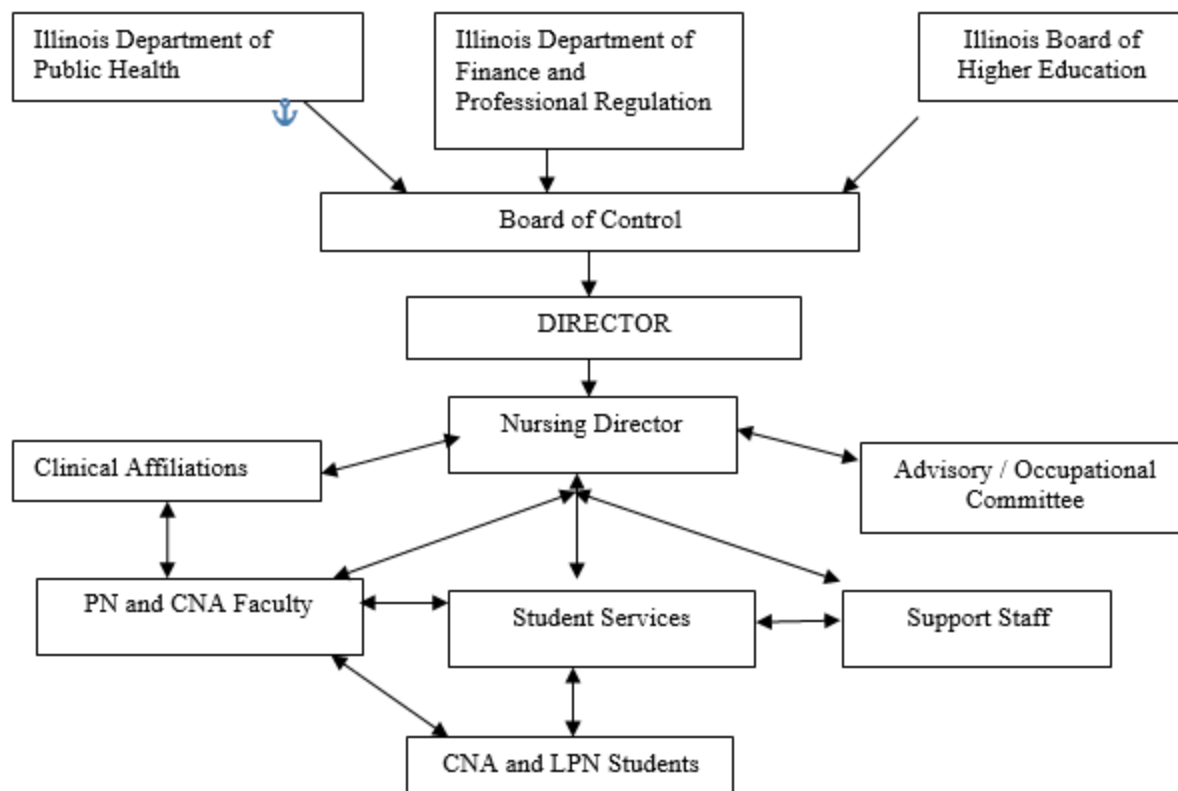 Illinois Department of
Public Health
Illinois Department of
Finance and
Professional Regulation
Illinois Board of
Higher Education
Board of Control
DIRECTOR
Nursing Director
Clinical Affiliations
Advisory / Occupational
Committee
PN and CNA Faculty
Student Services
Support Staff
CNA and LPN Students